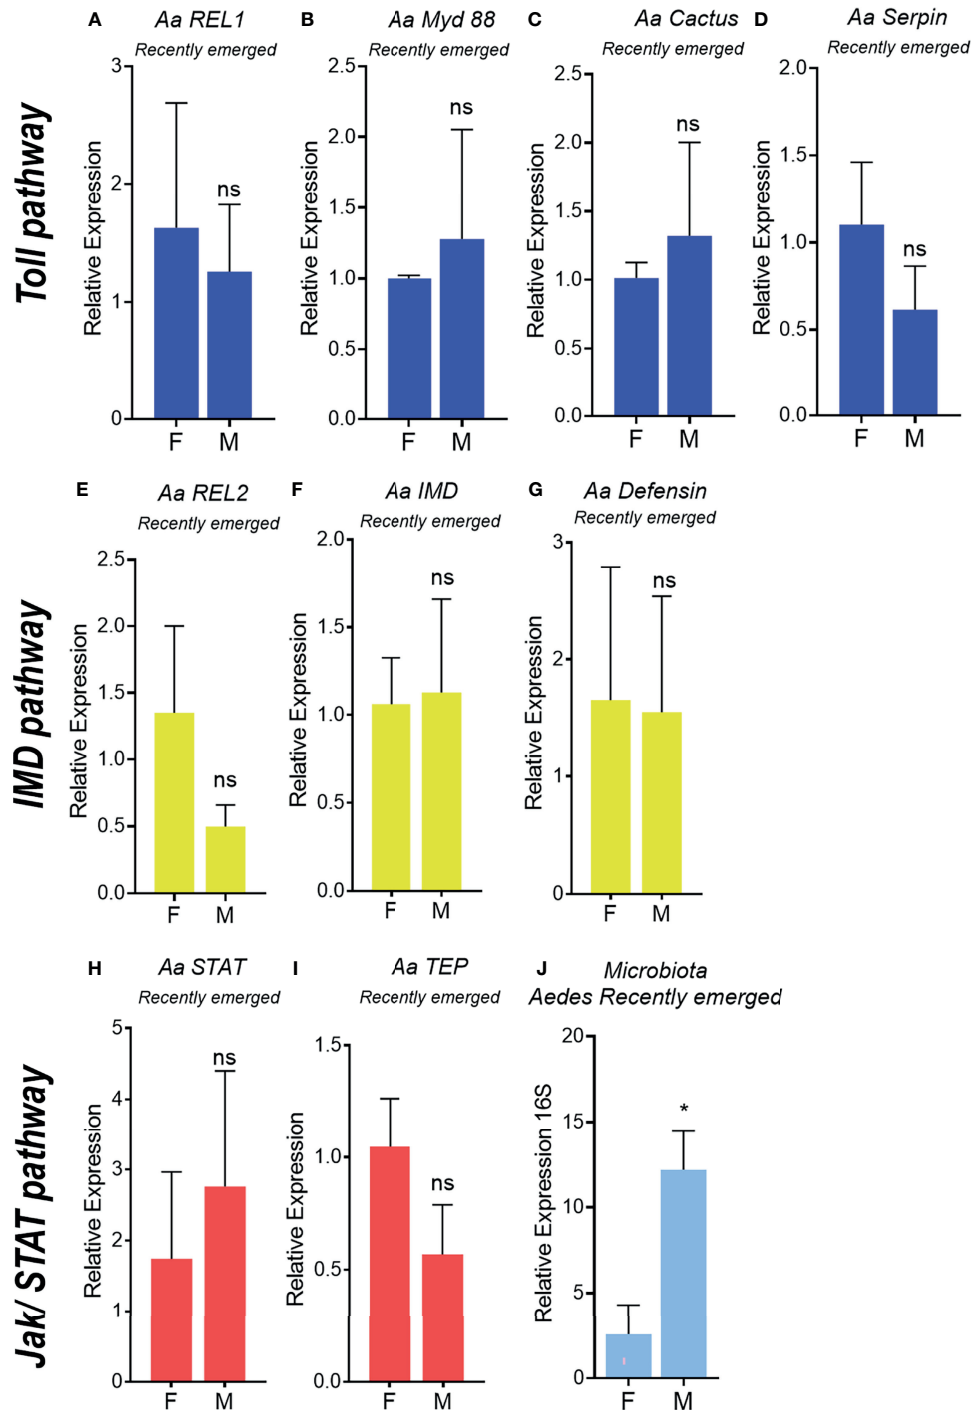 Toll pathway
A
Aa REL1
Recently emerged
Relative Expression
3
2
1
0
ns
F
M
B
Aa Myd 88
Recently emerged
Relative Expression
2.5
2.0
1.5
1.0
0.5
0.0
ns
F
M
C
Aa Cactus
Recently emerged
Relative Expression
2.5
2.0
1.5
1.0
0.5
0.0
ns
F
M
D
Aa Serpin
Recently emerged
Relative Expression
2.0
1.5
1.0
0.5
0.0
ns
F
M
IMD pathway
E
Aa REL2
Recently emerged
Relative Expression
2.5
2.0
1.5
1.0
0.5
0.0
ns
F
M
F
Aa IMD
Recently emerged
Relative Expression
2.0
1.5
1.0
0.5
0.0
ns
F
M
G
Aa Defensin
Recently emerged
Relative Expression
3
2
1
0
ns
F
M
Jak/ STAT pathway
H
Aa STAT
Recently emerged
Relative Expression
5
4
3
2
1
0
ns
F
M
I
Aa TEP
Recently emerged
Relative Expression
1.5
1.0
0.5
0.0
ns
F
M
J
Microbiota
Aedes Recently emerged
Relative Expression 16S
20
15
10
5
0
*
F
M